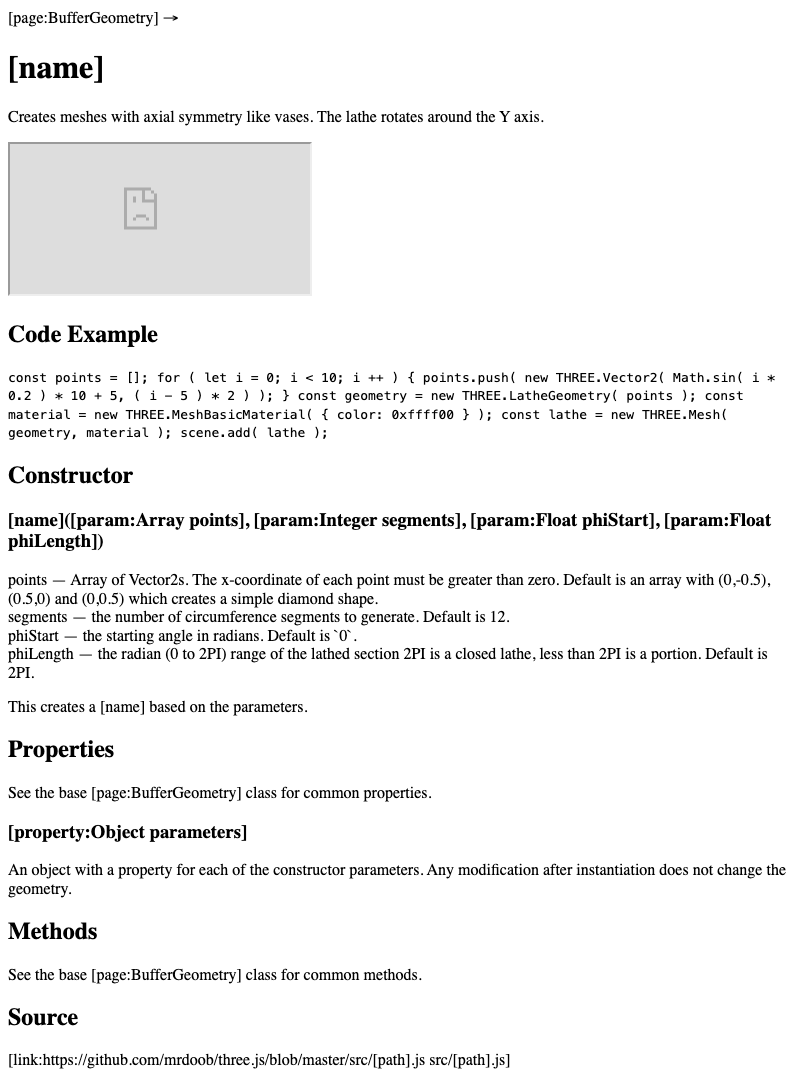 [page:BufferGeometry] →
[name]
Creates meshes with axial symmetry like vases. The lathe rotates around the Y axis.
Code Example
const points = []; for ( let i = 0; i < 10; i ++ ) { points.push( new THREE.Vector2( Math.sin( i *
0.2 ) * 10 + 5, ( i - 5 ) * 2 ) ); } const geometry = new THREE.LatheGeometry( points ); const
material = new THREE.MeshBasicMaterial( { color: 0xffff00 } ); const lathe = new THREE.Mesh(
geometry, material ); scene.add( lathe );
Constructor
[name]([param:Array points], [param:Integer segments], [param:Float phiStart], [param:Float
phiLength])
points — Array of Vector2s. The x-coordinate of each point must be greater than zero. Default is an array with (0,-0.5),
(0.5,0) and (0,0.5) which creates a simple diamond shape.
segments — the number of circumference segments to generate. Default is 12.
phiStart — the starting angle in radians. Default is `0`.
phiLength — the radian (0 to 2PI) range of the lathed section 2PI is a closed lathe, less than 2PI is a portion. Default is
2PI.
This creates a [name] based on the parameters.
Properties
See the base [page:BufferGeometry] class for common properties.
[property:Object parameters]
An object with a property for each of the constructor parameters. Any modification after instantiation does not change the
geometry.
Methods
See the base [page:BufferGeometry] class for common methods.
Source
[link:https://github.com/mrdoob/three.js/blob/master/src/[path].js src/[path].js]